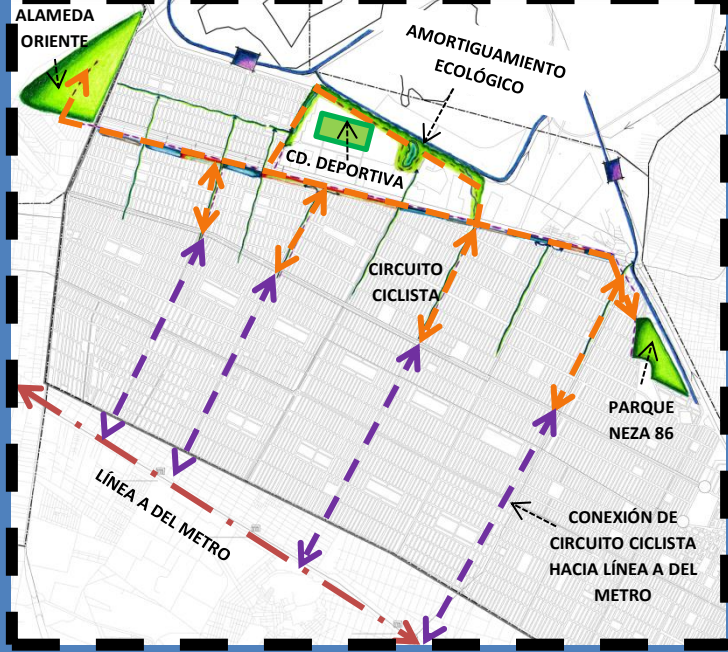 ALAMEDA
ORIENTE
AMORTIGUAMIENTO
ECOLÓGICO
CD. DEPORTIVA
CIRCUITO
CICLISTA
PARQUE
NEZA 86
LÍNEA A DEL METRO
CONEXIÓN DE
CIRCUITO CICLISTA
HACIA LÍNEA A DEL
METRO